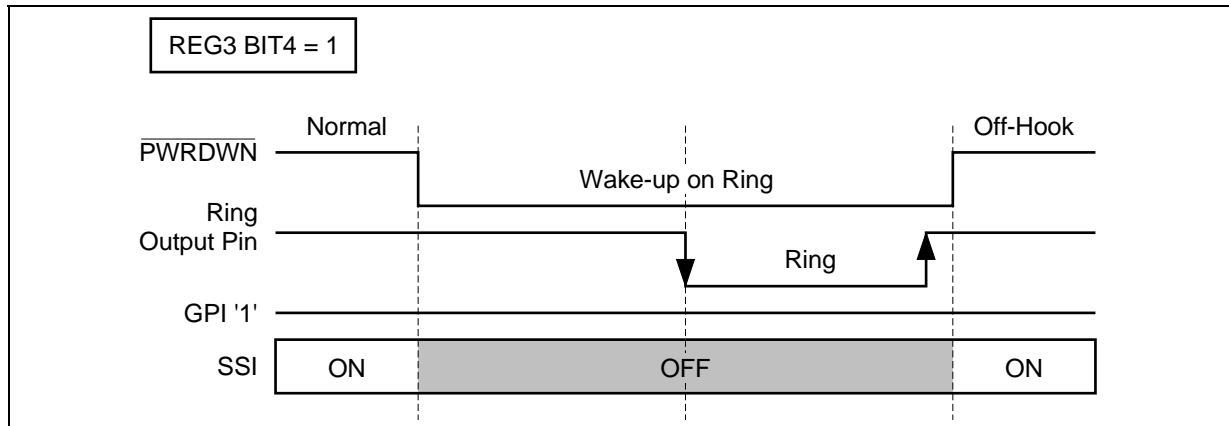 REG3 BIT4 = 1
Normal
Off-Hook
PWRDWN
Wake-up on Ring
Ring
Output Pin
Ring
GPI '1'
SSI
ON
OFF
ON